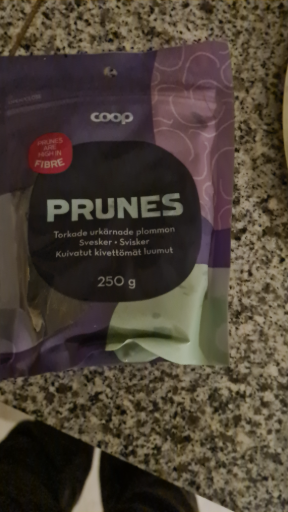 coop
PRUNES
ARE
HIGH IN
FIBRE
PRUNES
Torkade urkärnade plommon
Svesker • Svisker
Kuivatut kivettömät luumut
250 g